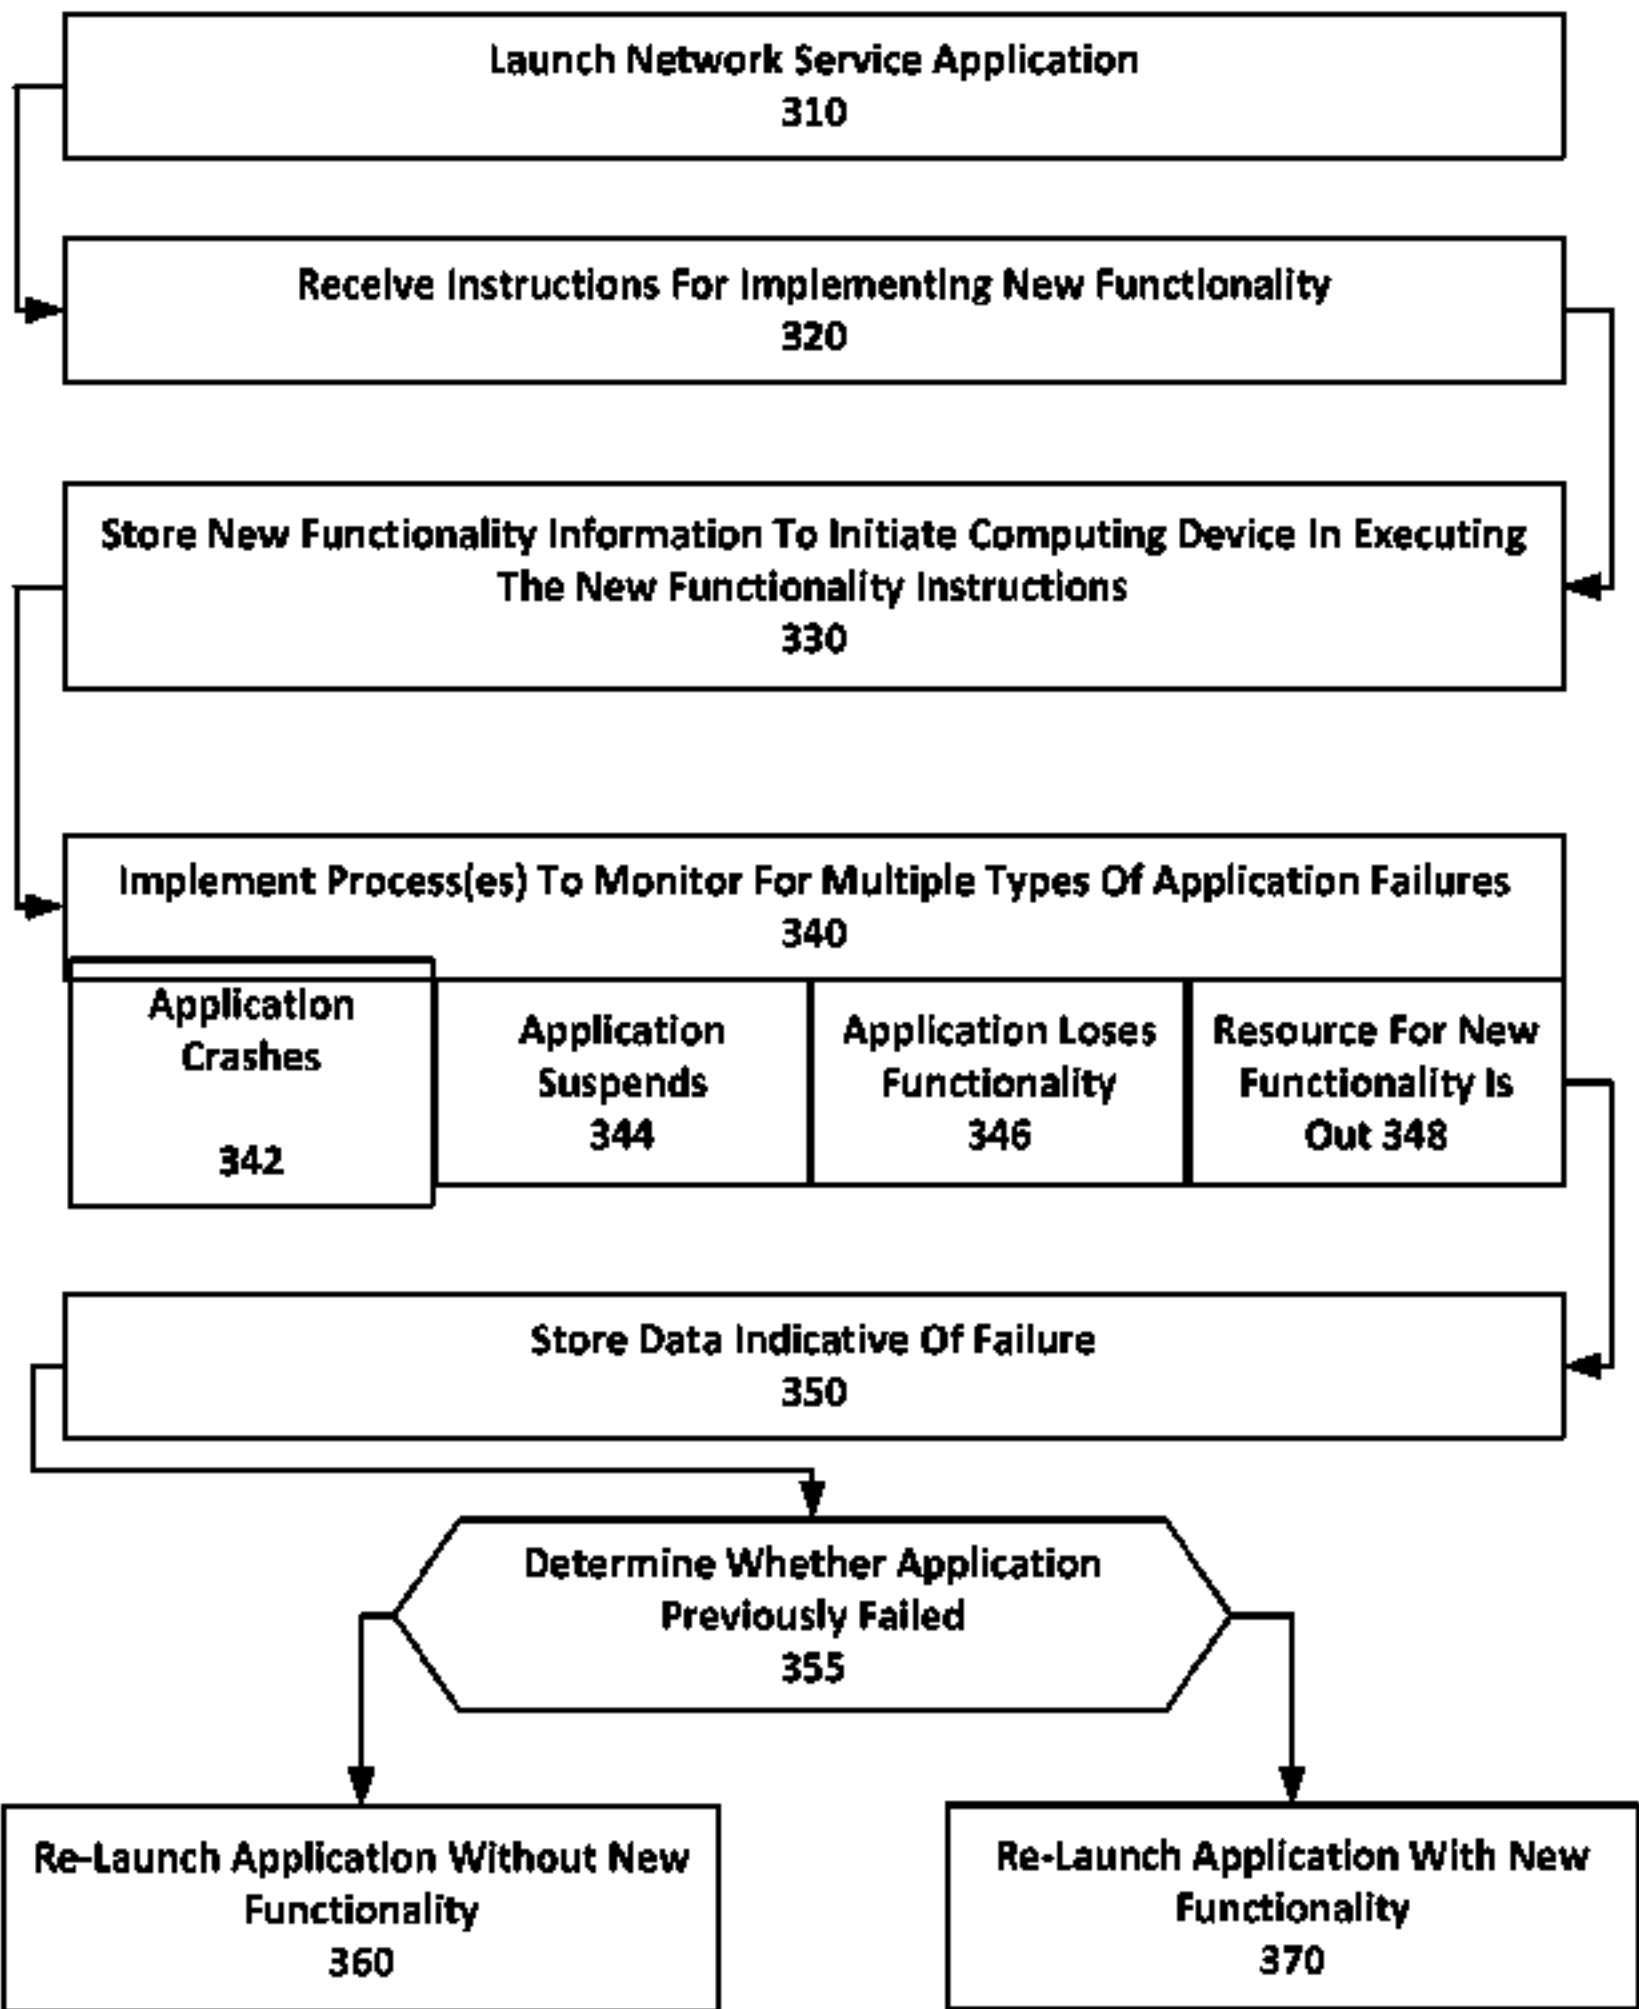 Launch Network Service Application
310
Receive Instructions For Implementing New Functionality
320
Store New Functionality Information To Initiate Computing Device In Executing
The New Functionality Instructions
330
Implement Process(es) To Monitor For Multiple Types Of Application Failures
340
Application
Crashes
342
Application
Suspends
344
Application Loses
Functionality
346
Resource For New
Functionality Is
Out 348
Store Data Indicative Of Failure
350
Determine Whether Application
Previously Failed
355
Re-Launch Application Without New
Functionality
360
Re-Launch Application With New
Functionality
370